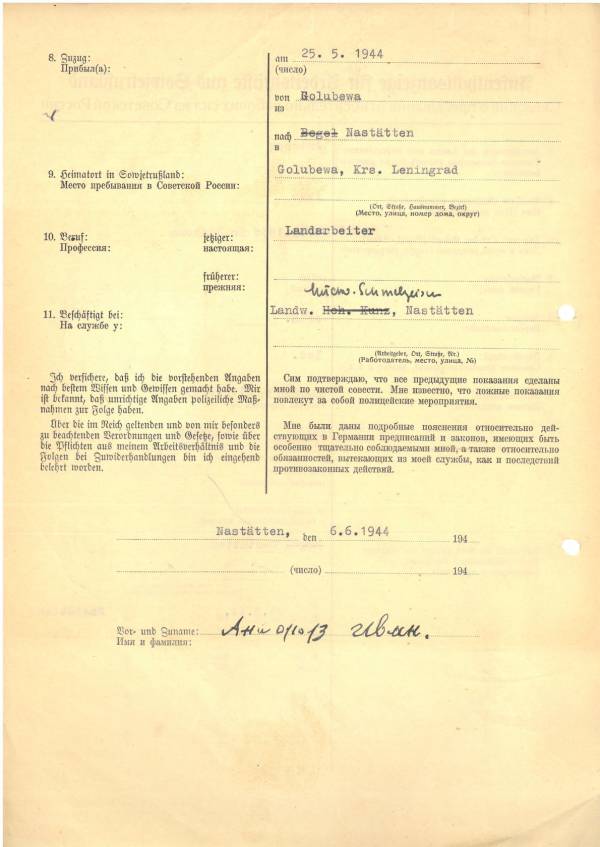 8. Zuzug: am 25. 5. 1944
Прибыл(а): (число)
von Golubewa
из
nach Begel Nastätten
в
9. Heimatort in Sowjetrußland: Golubewa, Krs. Leningrad
Место пребывания в Советской России:
(Ort, Straße, Hausnummer, Bezirk)
(Место, улица, номер дома, округ)
10. Beruf: jetziger: Landarbeiter
Профессия: настоящая:
früherer:
прежняя:
11. Beschäftigt bei: Landw. Hch. Kunz, Nastätten
На службе у:
(Arbeitgeber, Ort, Straße, Nr.)
(Работодатель, место, улица, №)
Ich versichere, daß ich die vorstehenden Angaben
nach bestem Wissen und Gewissen gemacht habe. Mir
ist bekannt, daß unrichtige Angaben polizeiliche Maß-
nahmen zur Folge haben.
Über die im Reich geltenden und von mir besonders
zu beachtenden Verordnungen und Gesetze, sowie über
die Pflichten aus meinem Arbeitsverhältnis und die
Folgen bei Zuwiderhandlungen bin ich eingehend
belehrt worden.
Сим подтверждаю, что все предыдущие показания сделаны
мной по чистой совести. Мне известно, что ложные показания
повлекут за собой полицейские мероприятия.
Мне были даны подробные пояснения относительно дей-
ствующих в Германии предписаний и законов, имеющих быть
особенно тщательно соблюдаемыми мной, а также относительно
обязанностей, вытекающих из моей службы, как и последствий
противозаконных действий.
Nastätten, den 6.6.1944 194
(число) 194
Vor- und Zuname: Иван.
Имя и фамилия: